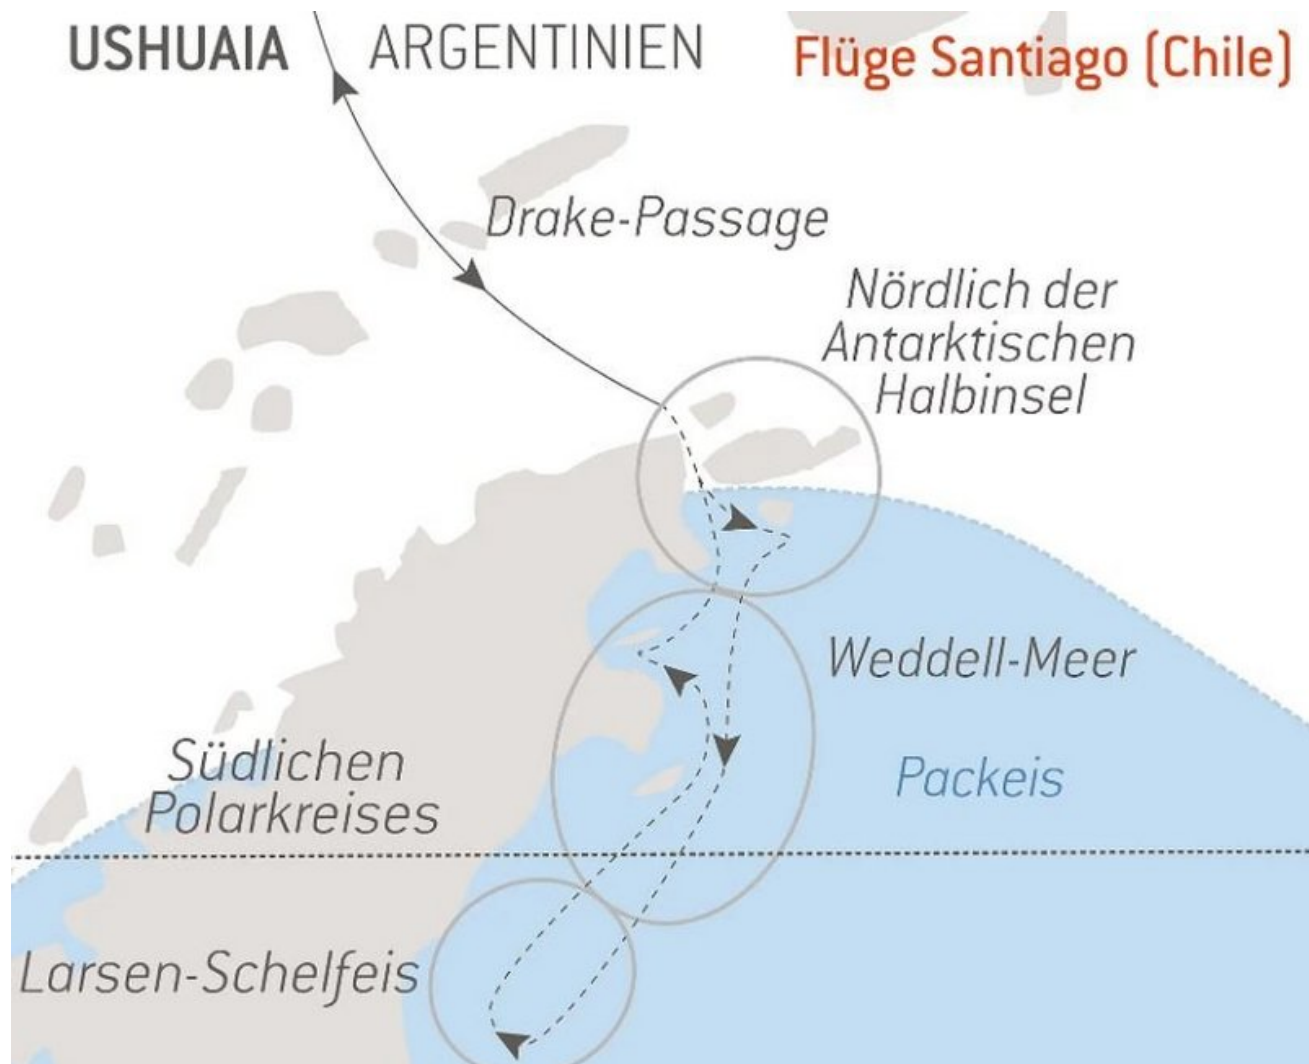 USHUAIA ARGENTINIEN
Flüge Santiago (Chile)
Drake-Passage
Nördlich der
Antarktischen
Halbinsel
Weddell-Meer
Packeis
Südlichen
Polarkreises
Larsen-Schelfeis